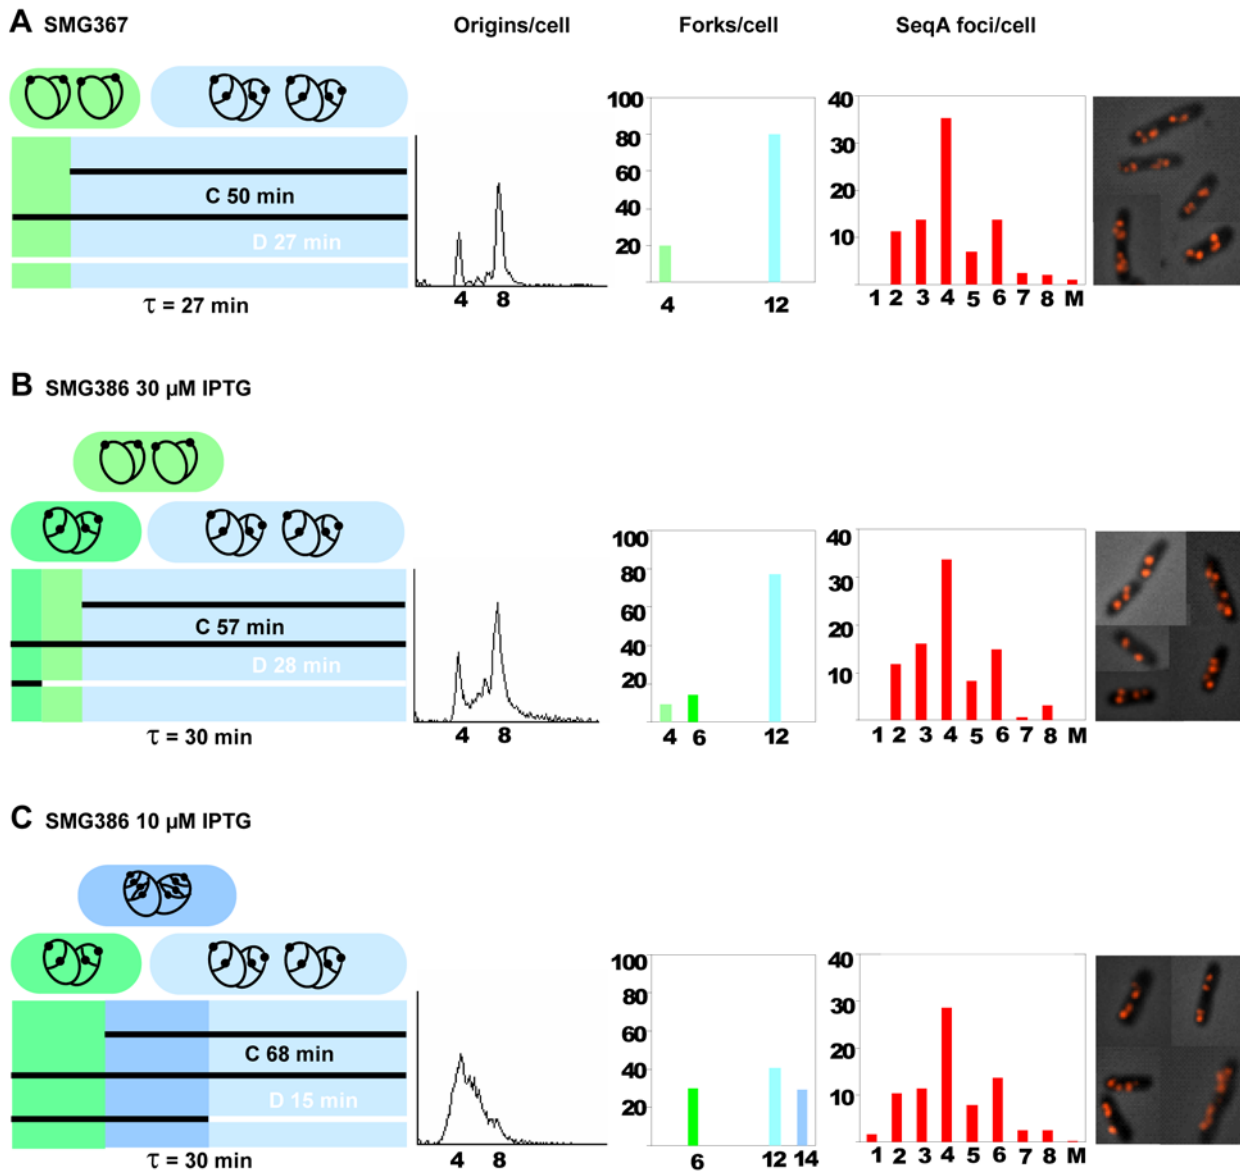 A SMG367
Origins/cell
Forks/cell
SeqA foci/cell
C 50 min
D 27 min
τ = 27 min
4 8
100
80
60
40
20
4 12
40
30
20
10
1 2 3 4 5 6 7 8 M
B SMG386 30 µM IPTG
C 57 min
D 28 min
τ = 30 min
4 8
100
80
60
40
20
4 6 12
40
30
20
10
1 2 3 4 5 6 7 8 M
C SMG386 10 µM IPTG
C 68 min
D 15 min
τ = 30 min
4 8
100
80
60
40
20
6 12 14
40
30
20
10
1 2 3 4 5 6 7 8 M